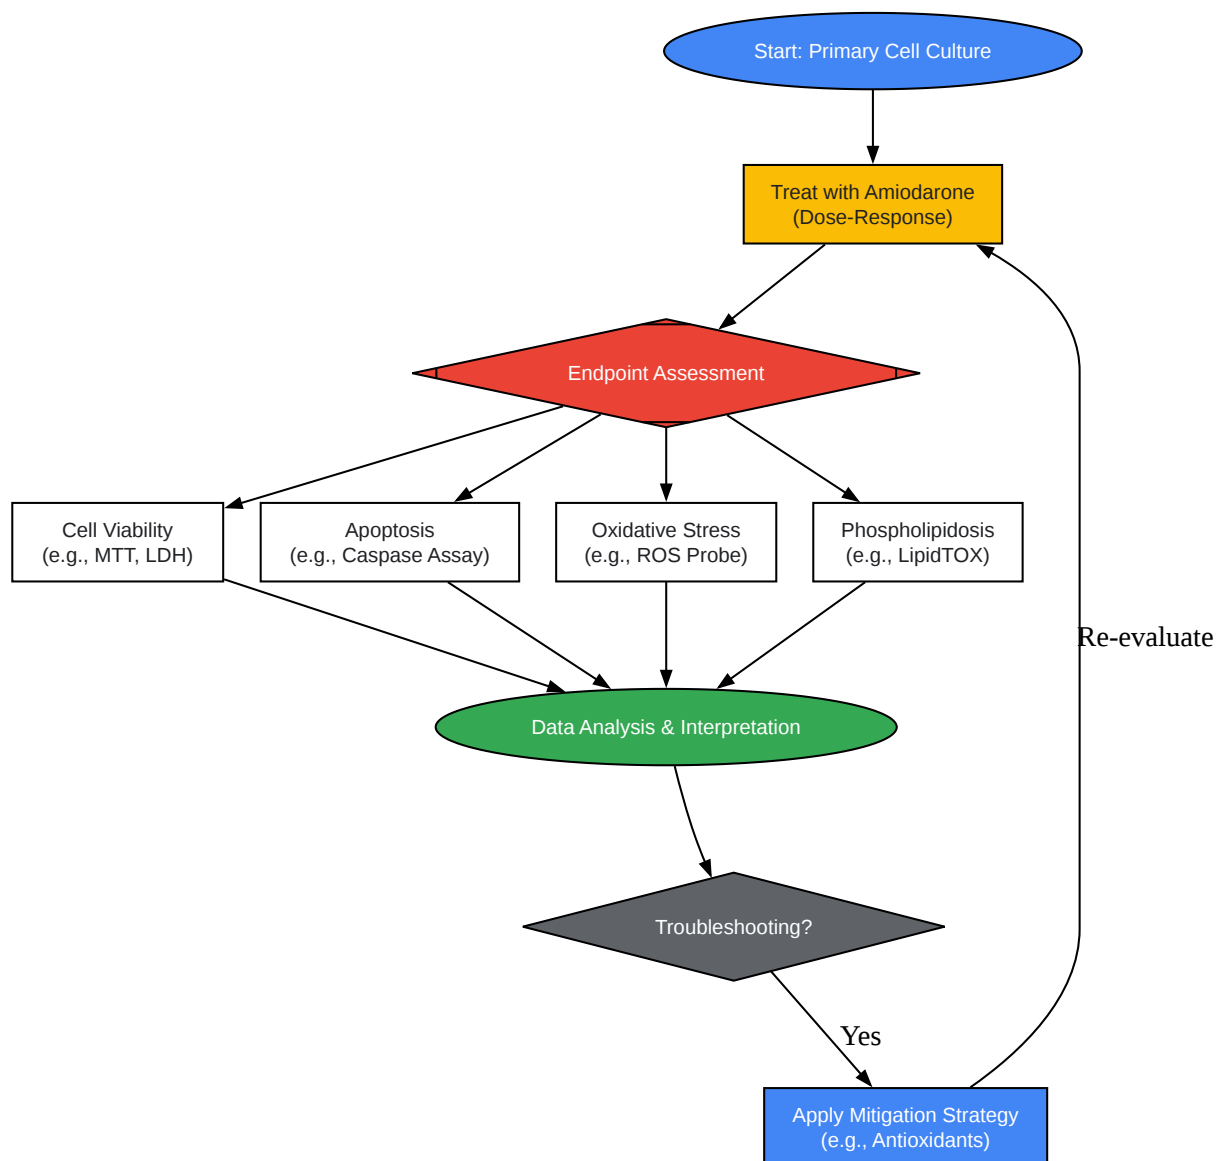 Start: Primary Cell Culture
Treat with Amiodarone
(Dose-Response)
Endpoint Assessment
Cell Viability
(e.g., MTT, LDH)
Apoptosis
(e.g., Caspase Assay)
Oxidative Stress
(e.g., ROS Probe)
Phospholipidosis
(e.g., LipidTOX)
Re-evaluate
Data Analysis & Interpretation
Troubleshooting?
Yes
Apply Mitigation Strategy
(e.g., Antioxidants)